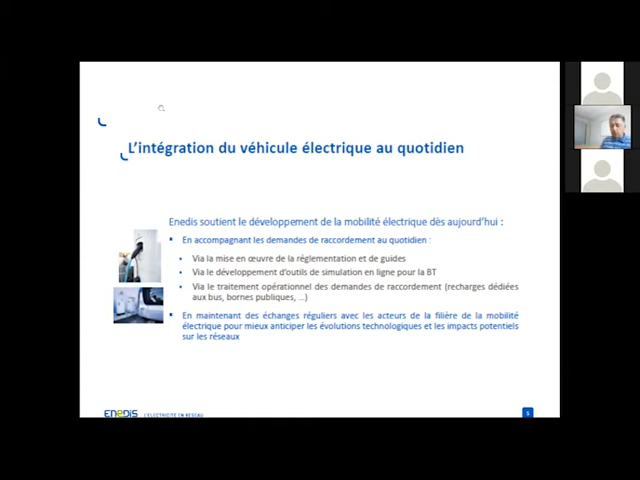 L'intégration du véhicule électrique au quotidien
Enedis soutient le développement de la mobilité électrique dès aujourd'hui :
▪ En accompagnant les demandes de raccordement au quotidien :
• Via la mise en œuvre de la réglementation et de guides
• Via le développement d'outils de simulation en ligne pour la BT
• Via le traitement opérationnel des demandes de raccordement (recharges dédiées
aux bus, bornes publiques, ...)
▪ En maintenant des échanges réguliers avec les acteurs de la filière de la mobilité
électrique pour mieux anticiper les évolutions technologiques et les impacts potentiels
sur les réseaux
ENEDIS L'ELECTRICITE EN RESEAU
5